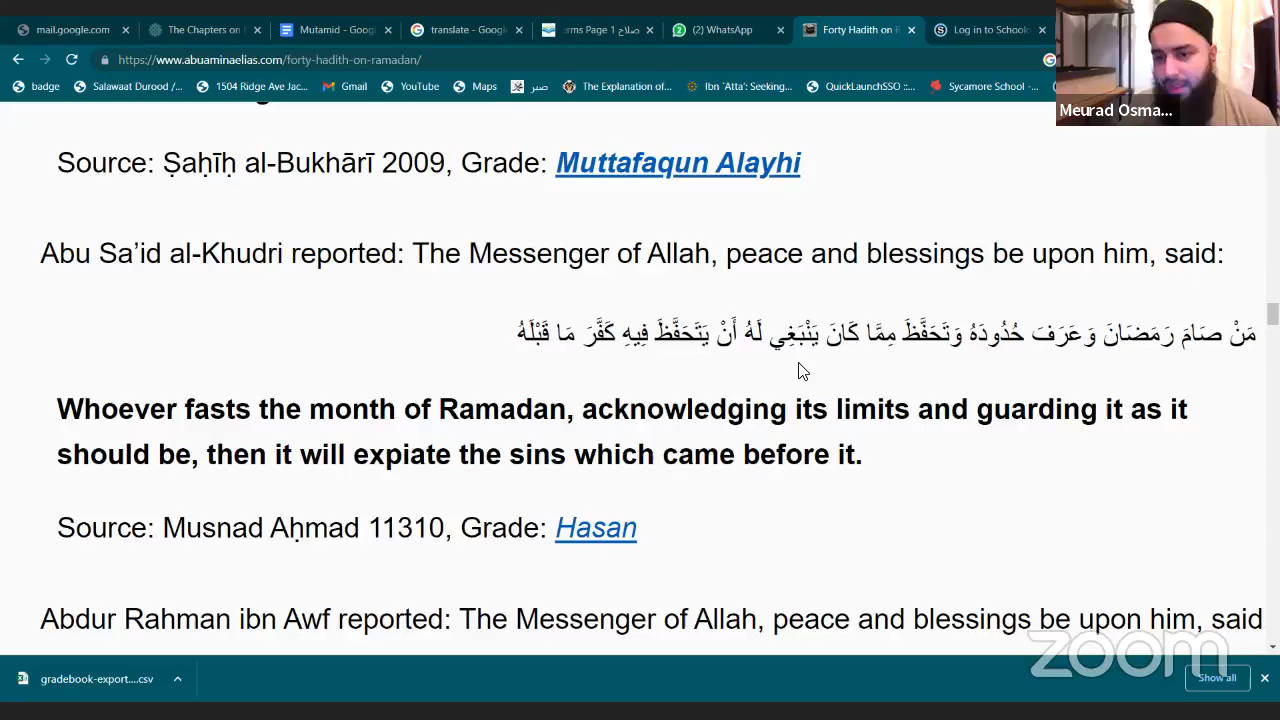 mail.google.com
The Chapters on
Mutamid - Goog
translate - Google
erms Page 1 صلاح
(2) WhatsApp
Forty Hadith on R
Log in to Schoolo
https://www.abuaminaelias.com/forty-hadith-on-ramadan/
badge
Salawaat Durood /...
1504 Ridge Ave Jac...
Gmail
YouTube
Maps
صبر
The Explanation of...
Ibn `Atta': Seeking...
QuickLaunchSSO ::...
Sycamore School -...
Meurad Osma...
Source: Ṣaḥīḥ al-Bukhārī 2009, Grade: Muttafaqun Alayhi
Abu Sa’id al-Khudri reported: The Messenger of Allah, peace and blessings be upon him, said:
مَنْ صَامَ رَمَضَانَ وَعَرَفَ حُدُودَهُ وَتَحَفَّظَ مِمَّا كَانَ يَنْبَغِي لَهُ أَنْ يَتَحَفَّظَ فِيهِ كَفَّرَ مَا قَبْلَهُ
Whoever fasts the month of Ramadan, acknowledging its limits and guarding it as it
should be, then it will expiate the sins which came before it.
Source: Musnad Aḥmad 11310, Grade: Hasan
Abdur Rahman ibn Awf reported: The Messenger of Allah, peace and blessings be upon him, said
zoom
gradebook-export....csv
Show all